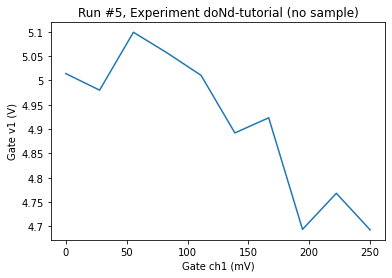 Run #5, Experiment doNd-tutorial (no sample)
5.1
5.05
5
4.95
4.9
4.85
4.8
4.75
4.7
Gate v1 (V)
0 50 100 150 200 250
Gate ch1 (mV)